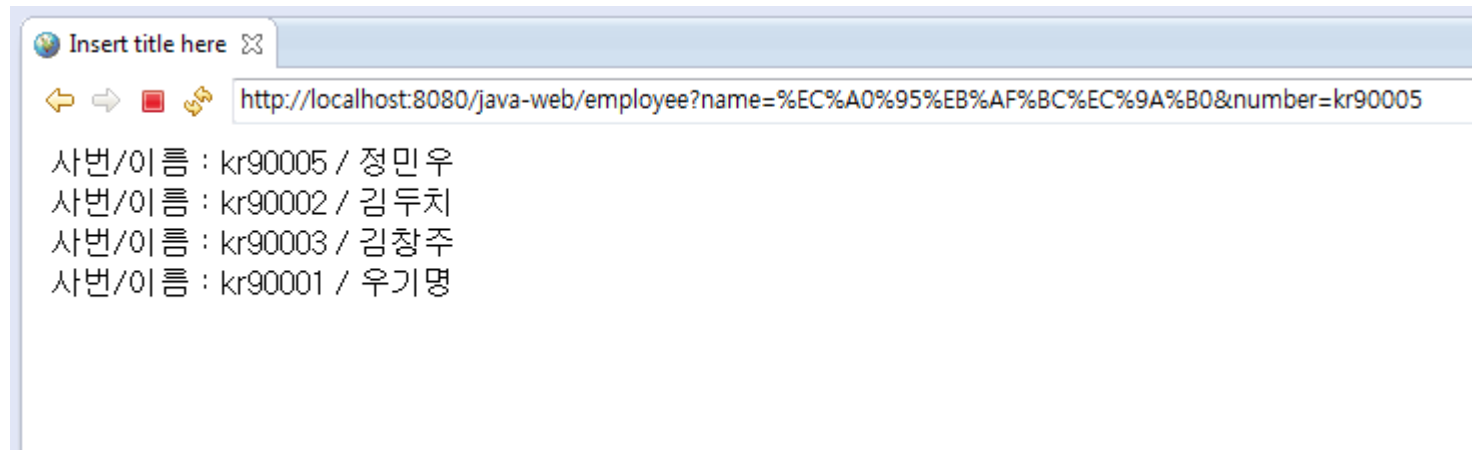 Insert title here
http://localhost:8080/java-web/employee?name=%EC%A0%95%EB%AF%BC%EC%9A%B0&number=kr90005
사번/이름 : kr90005 / 정민우
사번/이름 : kr90002 / 김두치
사번/이름 : kr90003 / 김창주
사번/이름 : kr90001 / 우기명